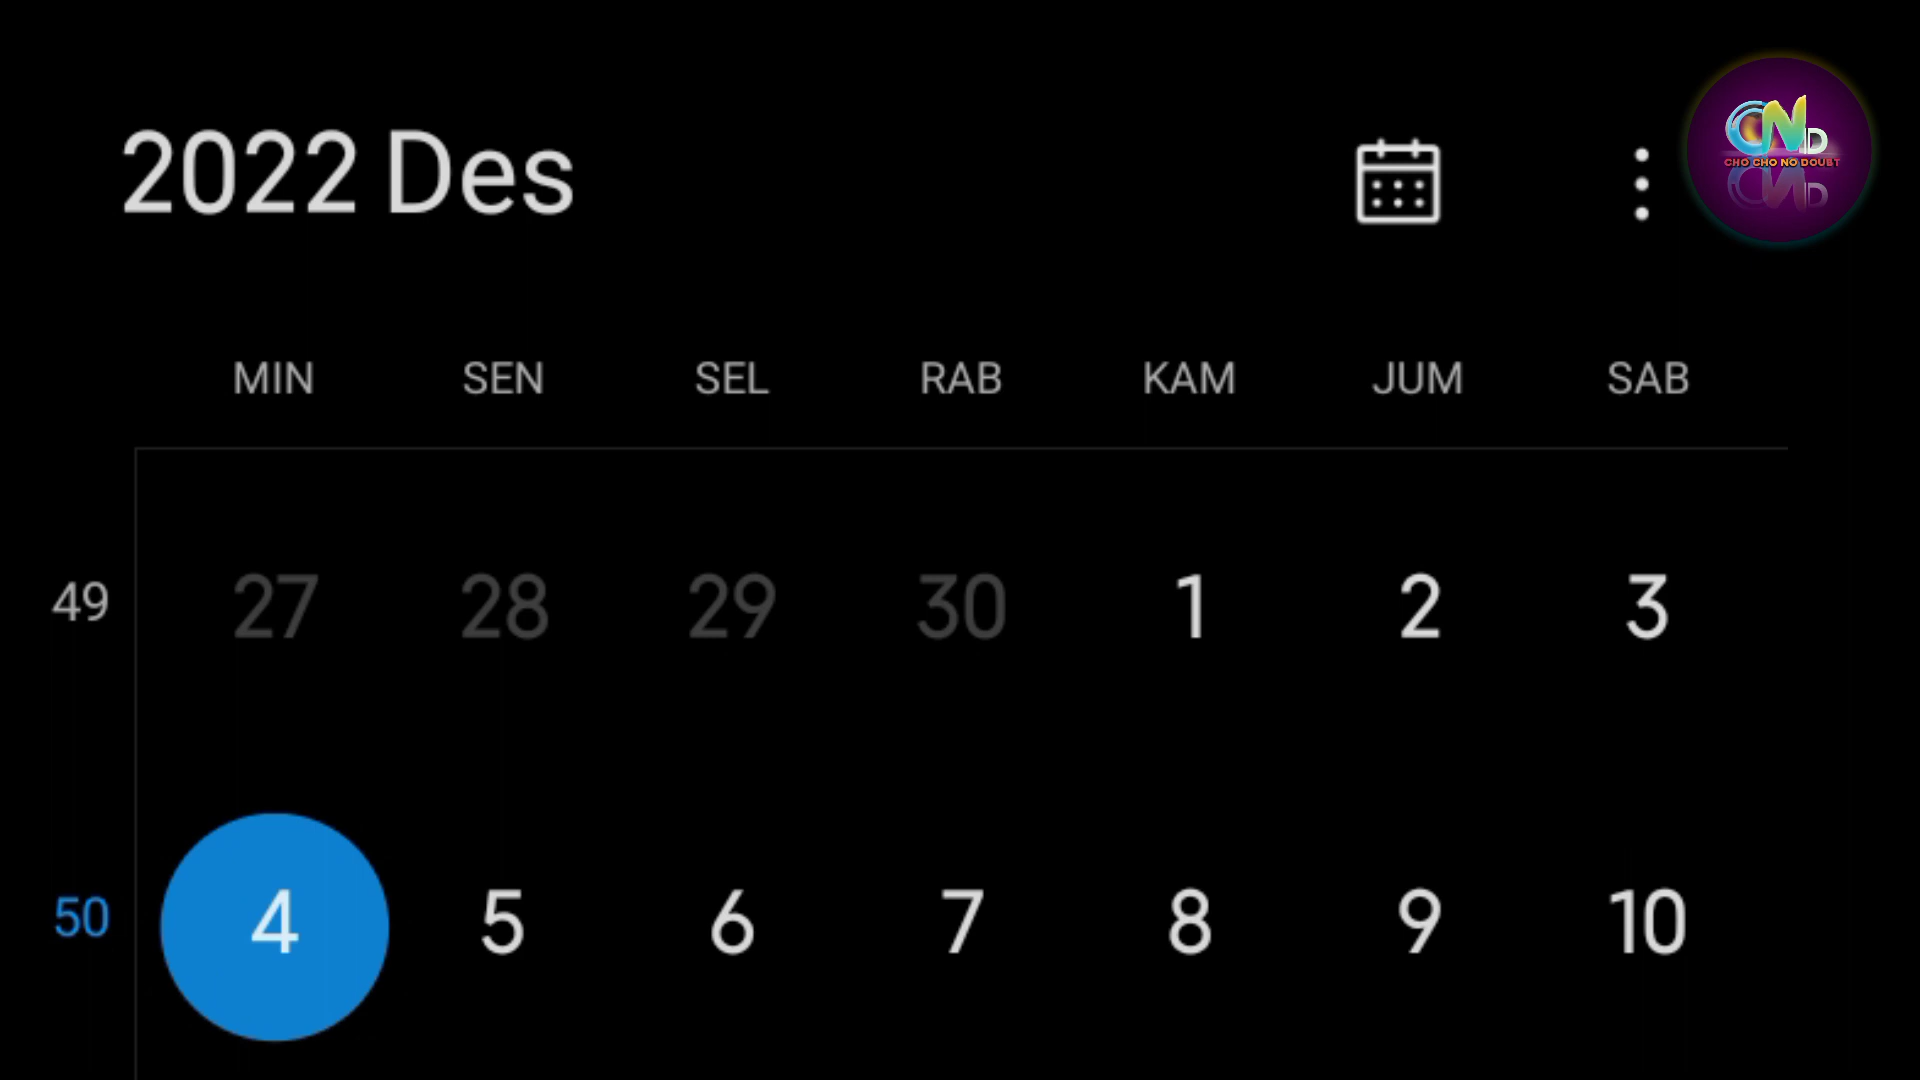 2022 Des
CND
CHO CHO NO DOUBT
MIN SEN SEL RAB KAM JUM SAB
49 27 28 29 30 1 2 3
50 4 5 6 7 8 9 10